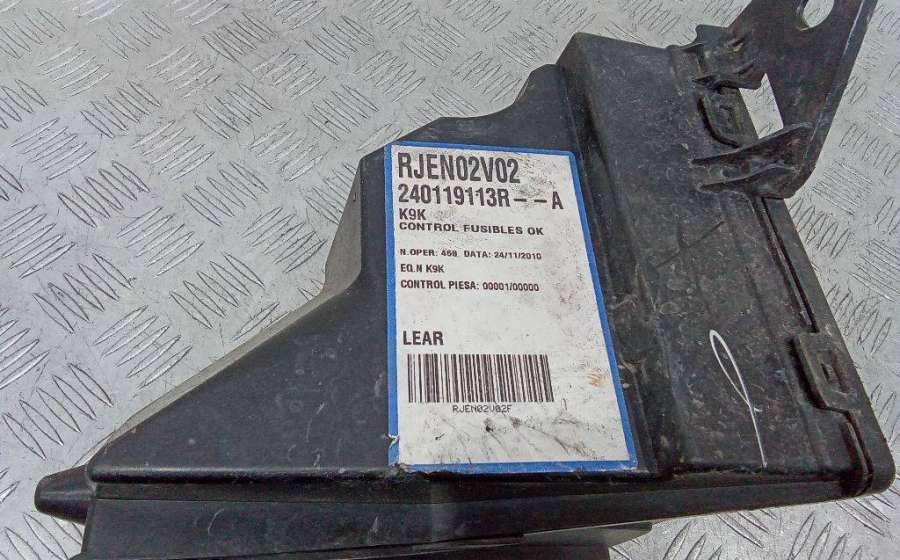 RJEN02V02
240119113R--A
K9K
CONTROL FUSIBLES OK
N.OPER: 469 DATA: 24/11/2010
EQ.N K9K
CONTROL PIESA: 00001/00000
LEAR
RJEN02V02F